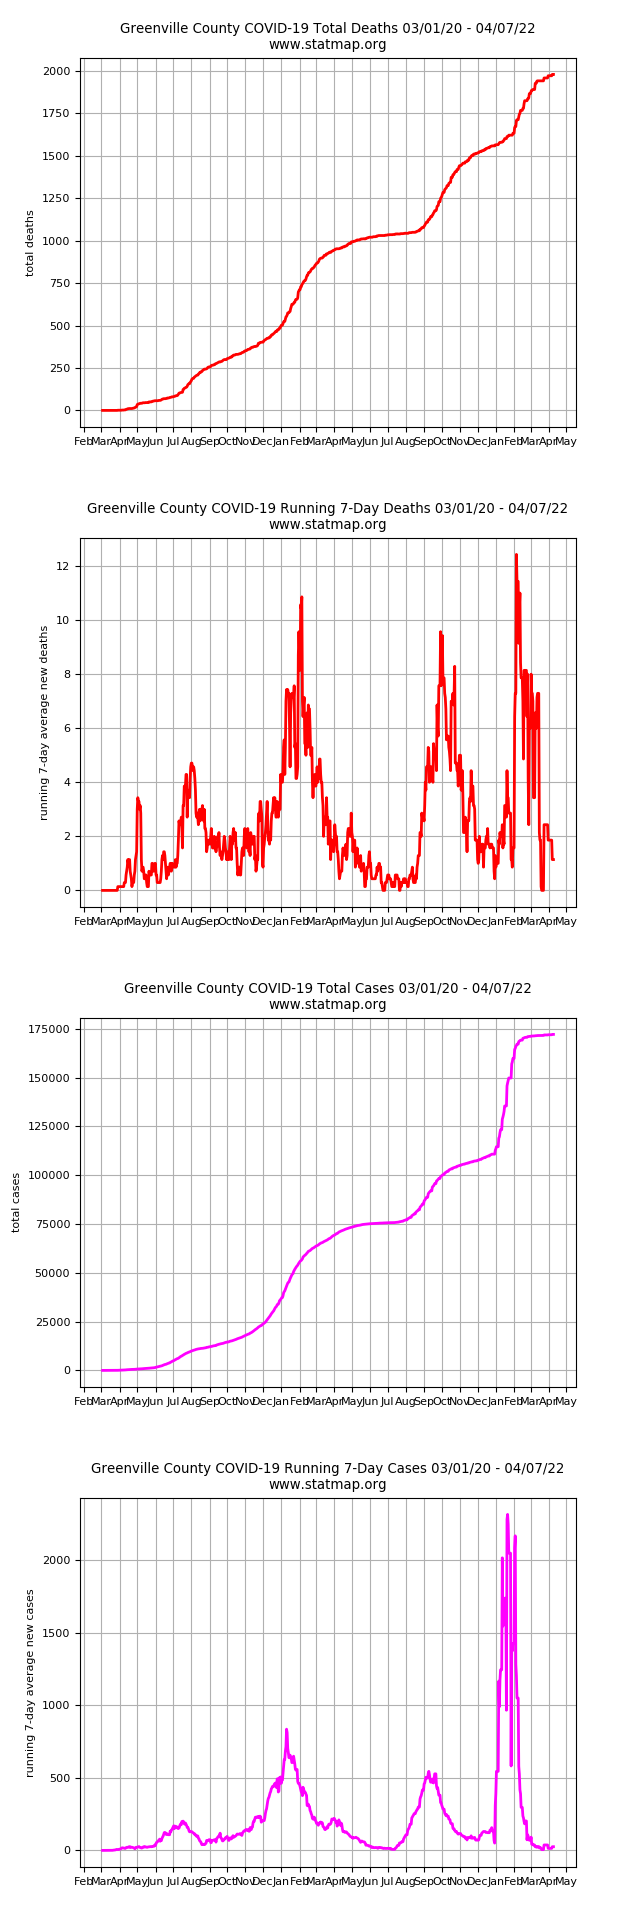 Greenville County COVID-19 Total Deaths 03/01/20 - 04/07/22
www.statmap.org
2000
1750
1500
1250
1000
750
500
250
0
total deaths
Feb Mar Apr May Jun Jul Aug Sep Oct Nov Dec Jan Feb Mar Apr May Jun Jul Aug Sep Oct Nov Dec Jan Feb Mar Apr May
Greenville County COVID-19 Running 7-Day Deaths 03/01/20 - 04/07/22
www.statmap.org
12
10
8
6
4
2
0
running 7-day average new deaths
Feb Mar Apr May Jun Jul Aug Sep Oct Nov Dec Jan Feb Mar Apr May Jun Jul Aug Sep Oct Nov Dec Jan Feb Mar Apr May
Greenville County COVID-19 Total Cases 03/01/20 - 04/07/22
www.statmap.org
175000
150000
125000
100000
75000
50000
25000
0
total cases
Feb Mar Apr May Jun Jul Aug Sep Oct Nov Dec Jan Feb Mar Apr May Jun Jul Aug Sep Oct Nov Dec Jan Feb Mar Apr May
Greenville County COVID-19 Running 7-Day Cases 03/01/20 - 04/07/22
www.statmap.org
2000
1500
1000
500
0
running 7-day average new cases
Feb Mar Apr May Jun Jul Aug Sep Oct Nov Dec Jan Feb Mar Apr May Jun Jul Aug Sep Oct Nov Dec Jan Feb Mar Apr May